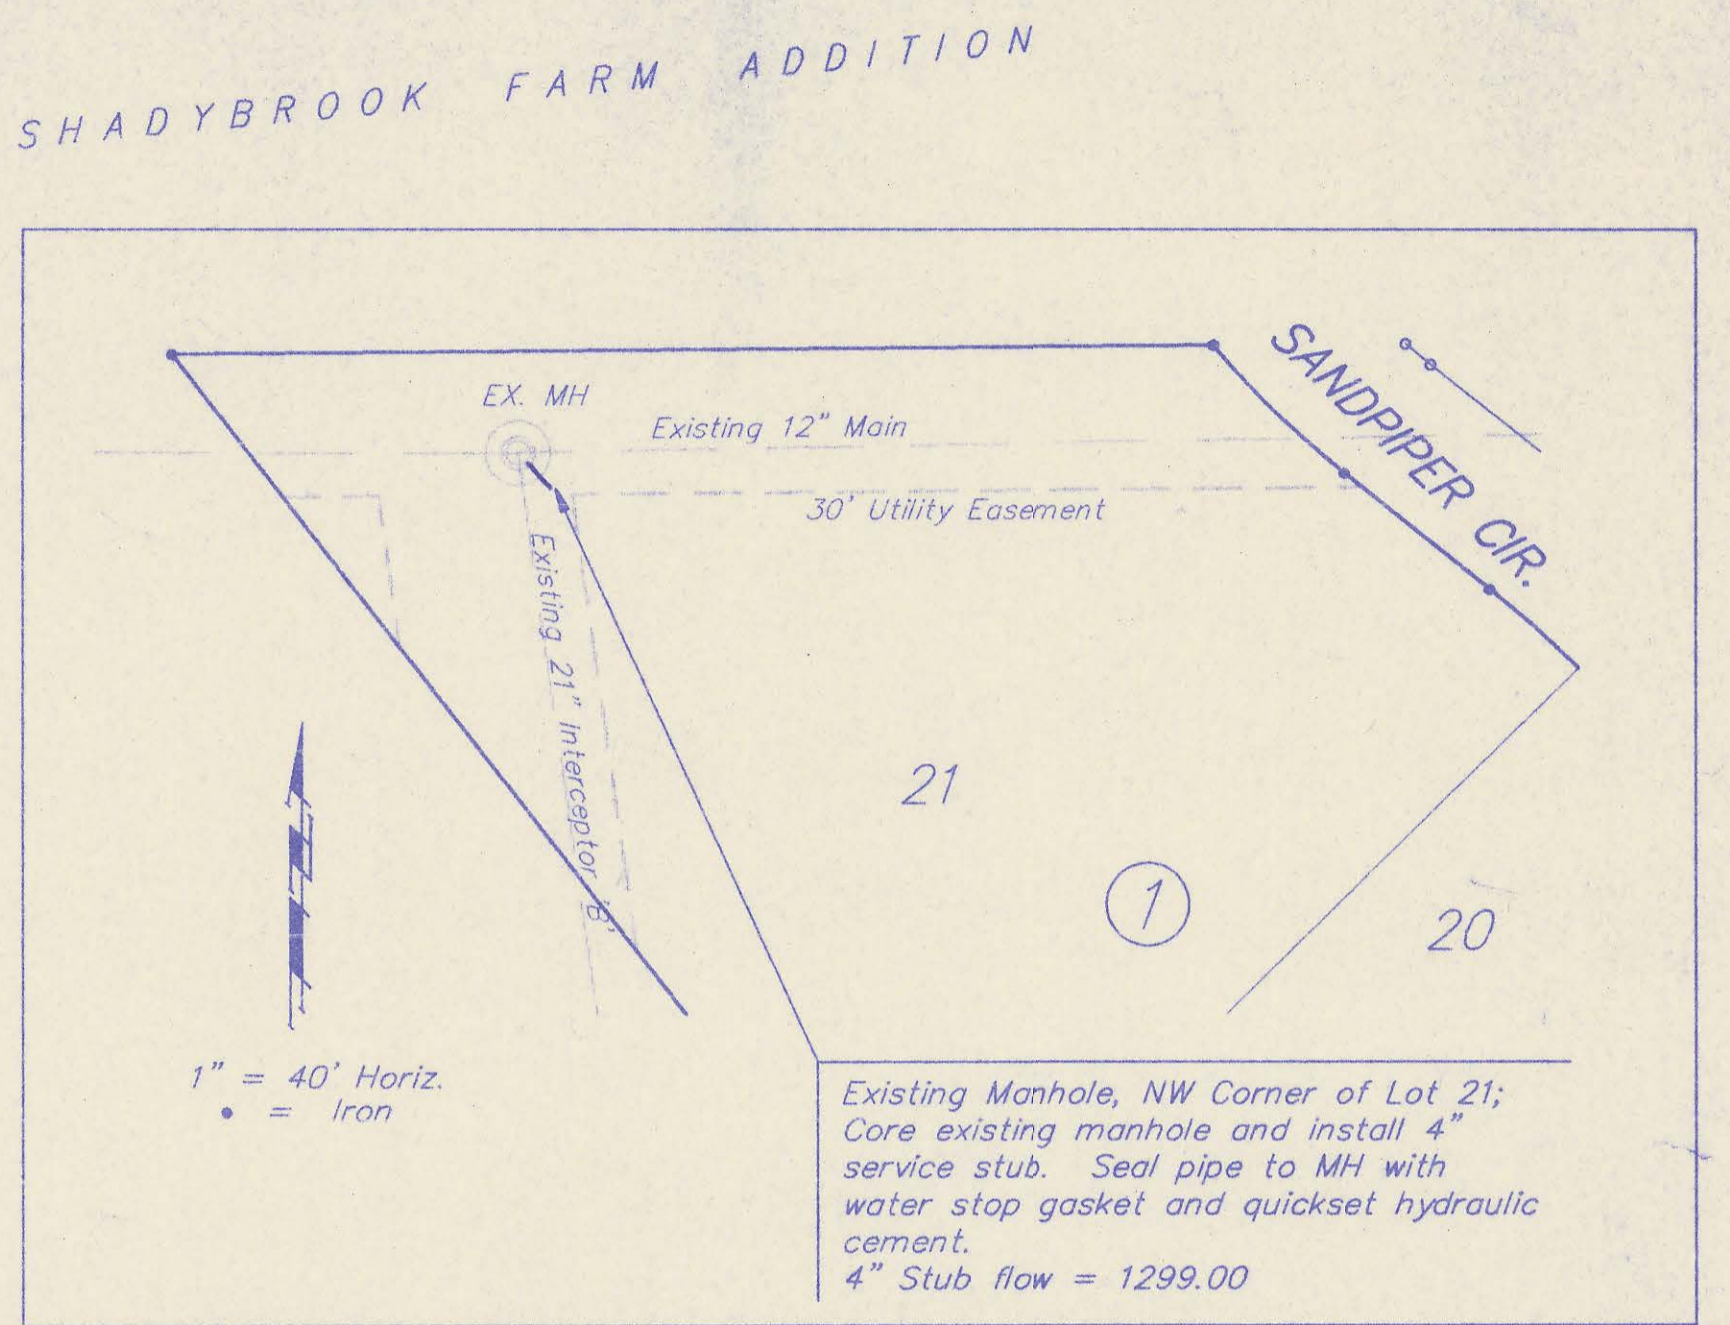 SHADYBROOK FARM ADDITION
SANDPIPER CIR.
EX. MH
Existing 12" Main
30' Utility Easement
Existing 21" Interceptor 'B'
21
1
20
1" = 40' Horiz.
• = Iron
Existing Manhole, NW Corner of Lot 21;
Core existing manhole and install 4"
service stub. Seal pipe to MH with
water stop gasket and quickset hydraulic
cement.
4" Stub flow = 1299.00